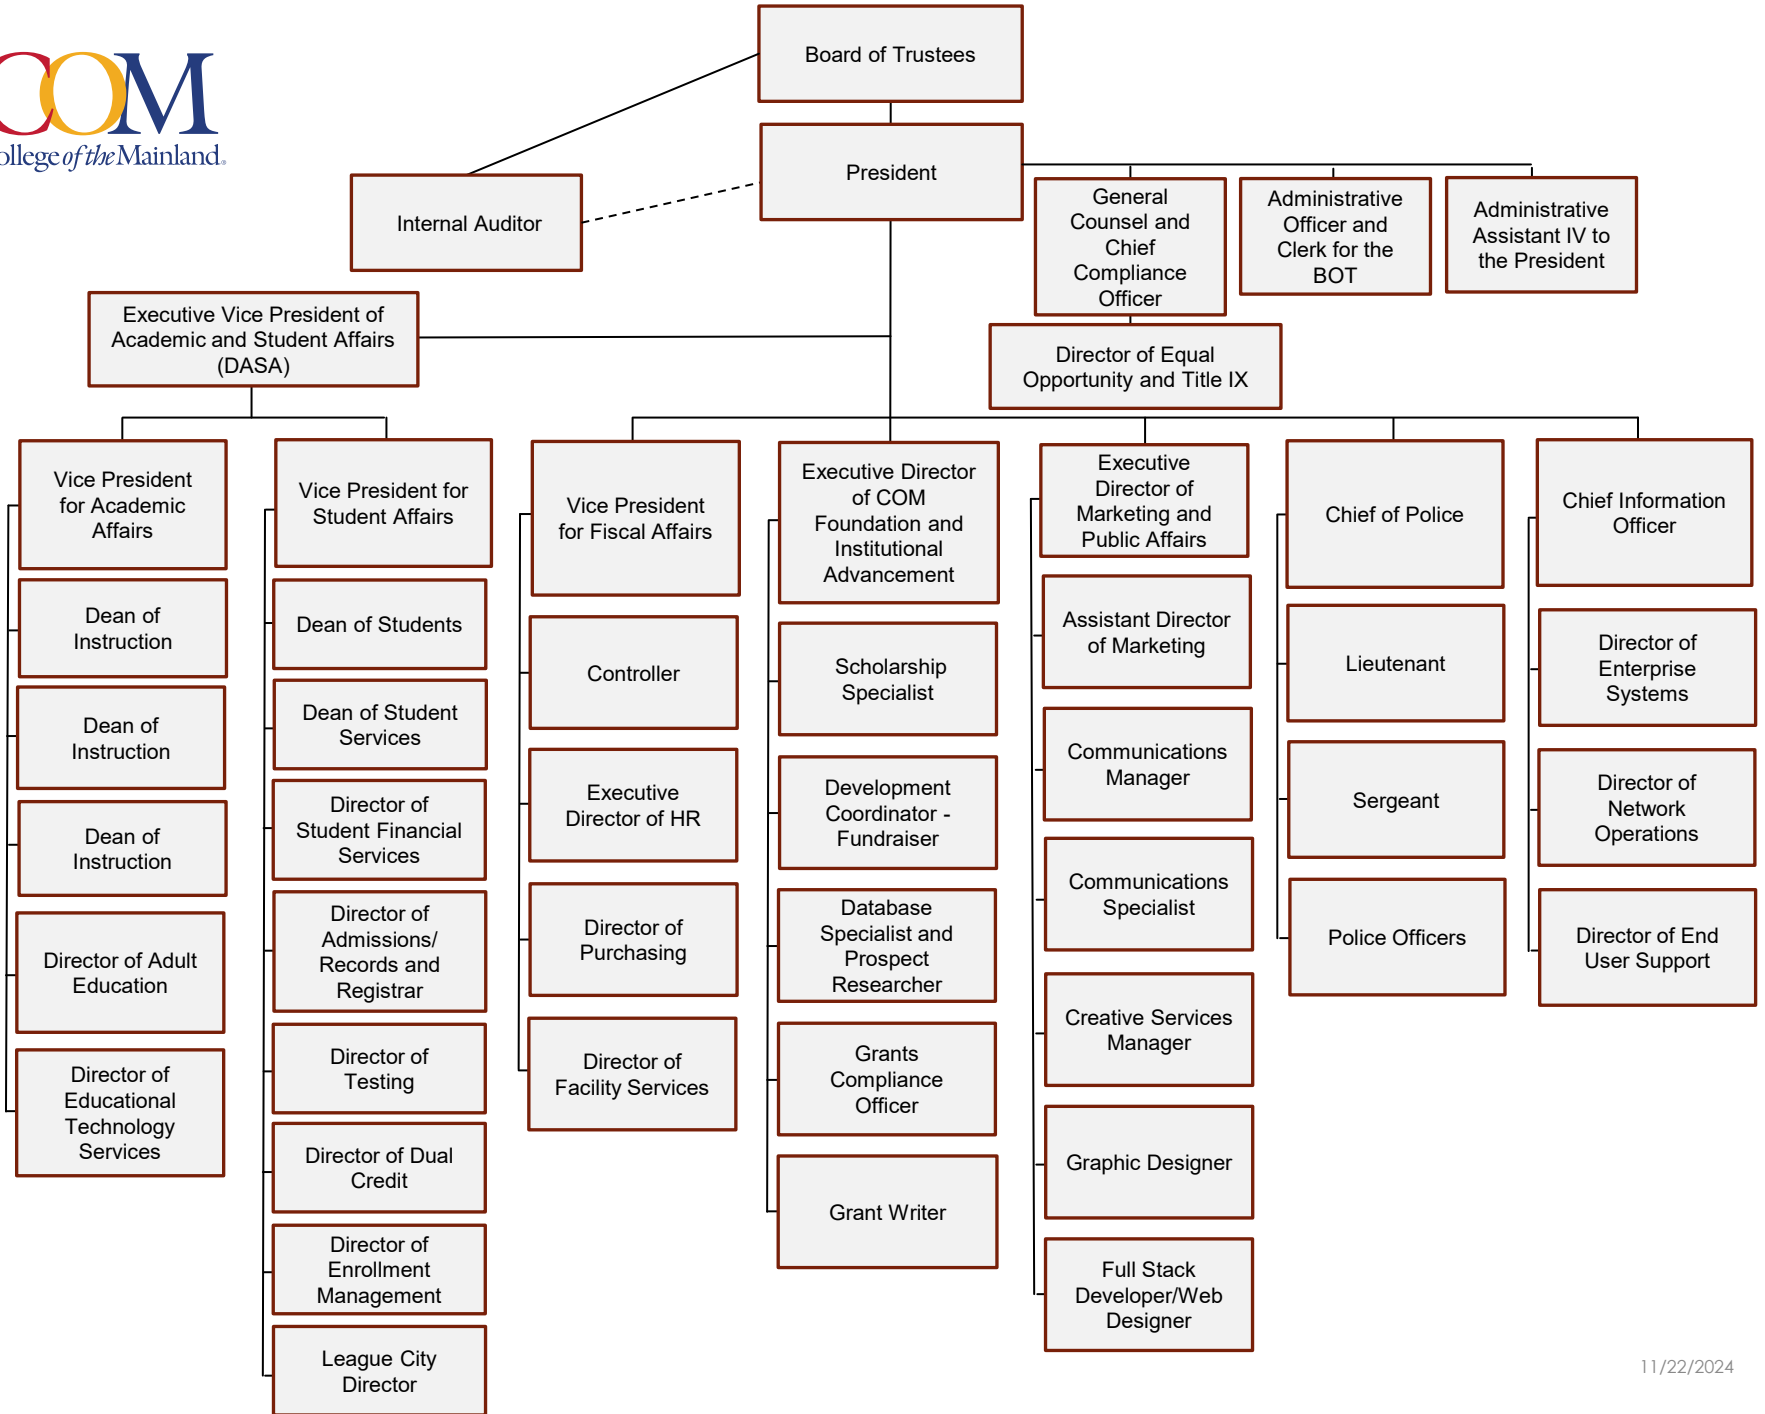 COM
ollege of the Mainland®
Board of Trustees
President
Internal Auditor
General
Counsel and
Chief
Compliance
Officer
Administrative
Officer and
Clerk for the
BOT
Administrative
Assistant IV to
the President
Executive Vice President of
Academic and Student Affairs
(DASA)
Director of Equal
Opportunity and Title IX
Vice President
for Academic
Affairs
Dean of
Instruction
Dean of
Instruction
Dean of
Instruction
Director of Adult
Education
Director of
Educational
Technology
Services
Vice President for
Student Affairs
Dean of Students
Dean of Student
Services
Director of
Student Financial
Services
Director of
Admissions/
Records and
Registrar
Director of
Testing
Director of Dual
Credit
Director of
Enrollment
Management
League City
Director
Vice President
for Fiscal Affairs
Controller
Executive
Director of HR
Director of
Purchasing
Director of
Facility Services
Executive Director
of COM
Foundation and
Institutional
Advancement
Scholarship
Specialist
Development
Coordinator -
Fundraiser
Database
Specialist and
Prospect
Researcher
Grants
Compliance
Officer
Grant Writer
Executive
Director of
Marketing and
Public Affairs
Assistant Director
of Marketing
Communications
Manager
Communications
Specialist
Creative Services
Manager
Graphic Designer
Full Stack
Developer/Web
Designer
Chief of Police
Lieutenant
Sergeant
Police Officers
Chief Information
Officer
Director of
Enterprise
Systems
Director of
Network
Operations
Director of End
User Support
11/22/2024